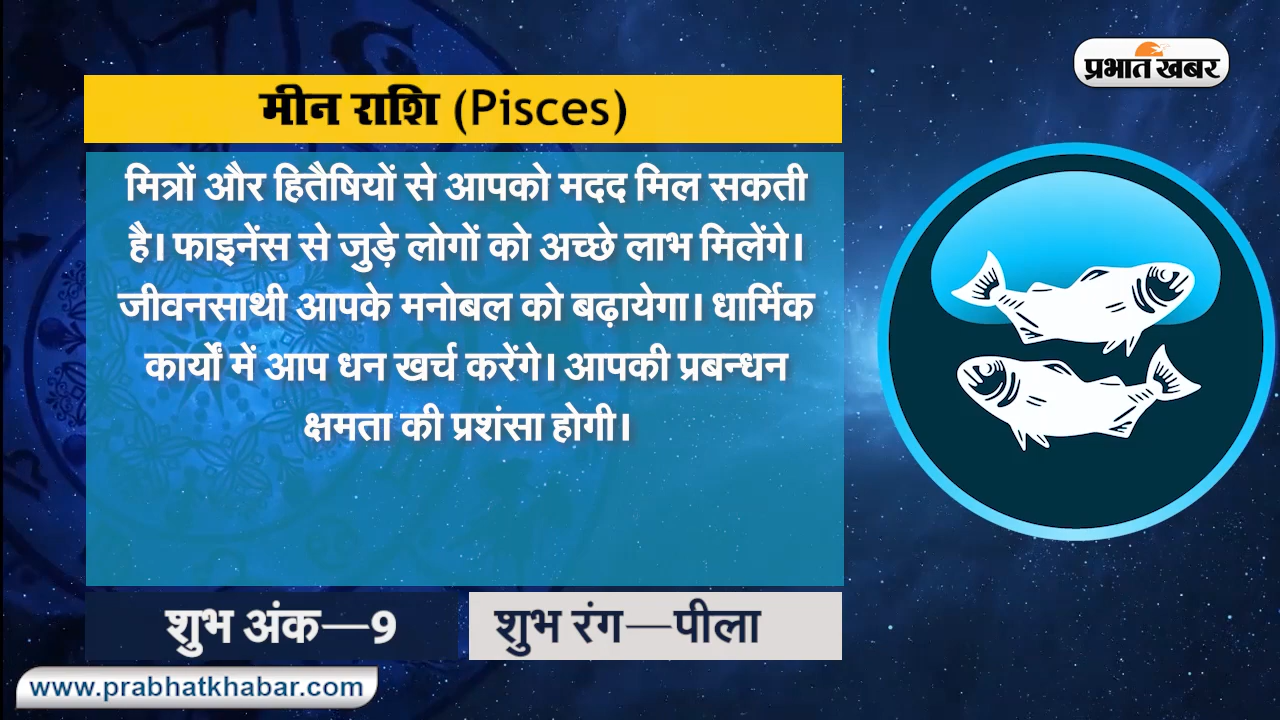 प्रभात खबर
मीन राशि (Pisces)
मित्रों और हितैषियों से आपको मदद मिल सकती
है। फाइनेंस से जुड़े लोगों को अच्छे लाभ मिलेंगे।
जीवनसाथी आपके मनोबल को बढ़ायेगा। धार्मिक
कार्यों में आप धन खर्च करेंगे। आपकी प्रबन्धन
क्षमता की प्रशंसा होगी।
शुभ अंक—9
शुभ रंग—पीला
www.prabhatkhabar.com